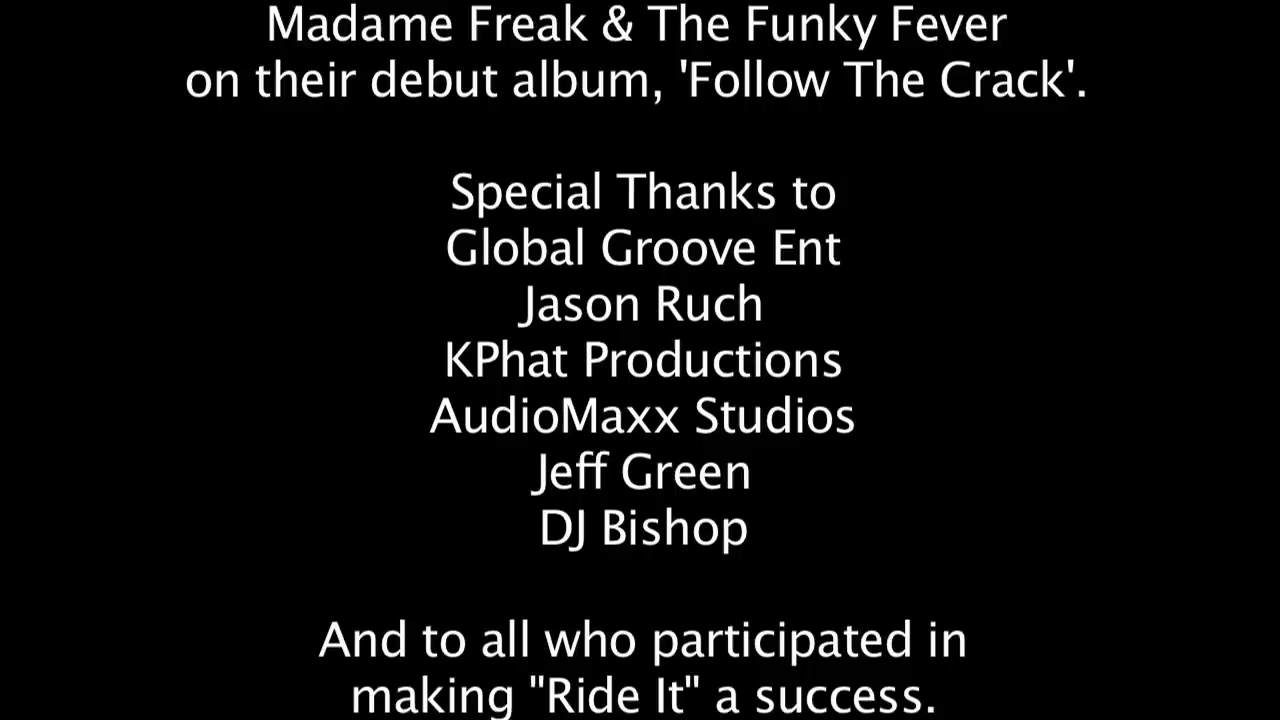 Madame Freak & The Funky Fever
on their debut album, 'Follow The Crack'.
Special Thanks to
Global Groove Ent
Jason Ruch
KPhat Productions
AudioMaxx Studios
Jeff Green
DJ Bishop
And to all who participated in
making "Ride It" a success.